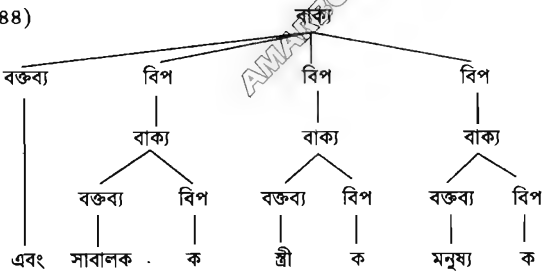 ৪৪) বাক্য
বক্তব্য বিপ বিপ বিপ
বাক্য বাক্য বাক্য
বক্তব্য বিপ বক্তব্য বিপ বক্তব্য বিপ
এবং সাবালক . ক স্ত্রী ক মনুষ্য ক